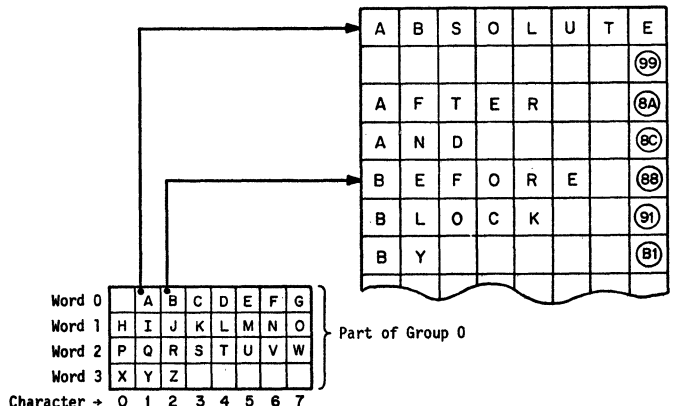 A B S O L U T E
99
A F T E R 8A
A N D 8C
B E F O R E 88
B L O C K 91
B Y B1
Word 0 A B C D E F G
Word 1 H I J K L M N O
Part of Group 0
Word 2 P Q R S T U V W
Word 3 X Y Z
Character → 0 1 2 3 4 5 6 7